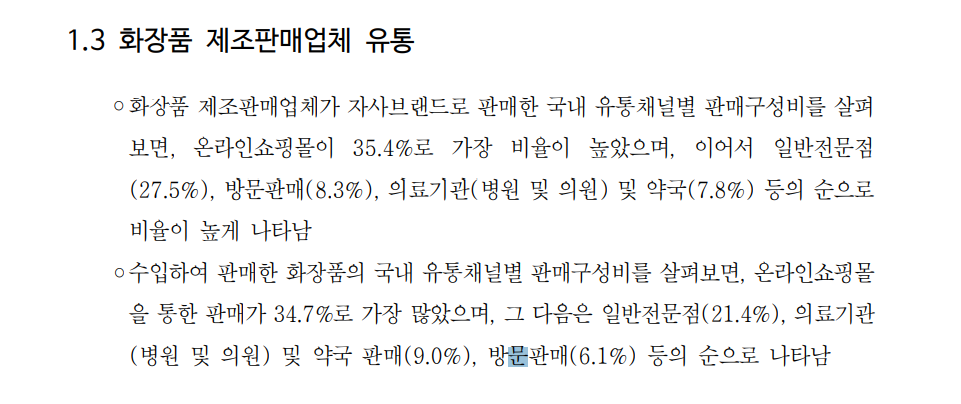 1.3 화장품 제조판매업체 유통
○ 화상품 제조판매업체가 자사브랜드로 판매한 국내 유통채널별 판매구성비를 살펴
보면, 온라인쇼핑몰이 35.4%로 가장 비율이 높았으며, 이어서 일반전문점
(27.5%), 방문판매(8.3%), 의료기관(병원 및 의원) 및 약국(7.8%) 등의 순으로
비율이 높게 나타남
○ 수입하여 판매한 화장품의 국내 유통채널별 판매구성비를 살펴보면, 온라인쇼핑몰
을 통한 판매가 34.7%로 가장 많았으며, 그 다음은 일반전문점(21.4%), 의료기관
(병원 및 의원) 및 약국 판매(9.0%), 방문판매(6.1%) 등의 순으로 나타남